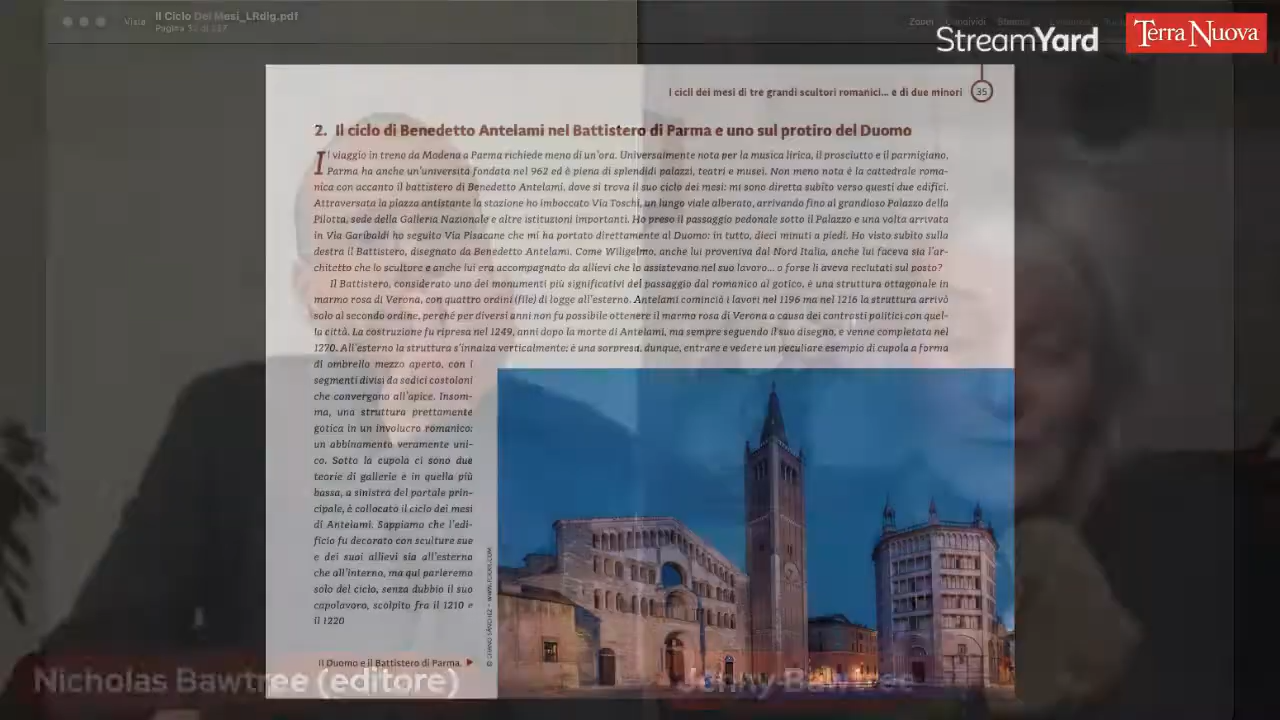 Vista
Il Ciclo Dei Mesi_LRdig.pdf
Zoom Condividi
StreamYard
Terra Nuova
I cicli dei mesi di tre grandi scultori romanici... e di due minori 35
2. Il ciclo di Benedetto Antelami nel Battistero di Parma e uno sul protiro del Duomo
Il viaggio in treno da Modena a Parma richiede meno di un'ora. Universalmente nota per la musica lirica, il prosciutto e il parmigiano,
Parma ha anche un'università fondata nel 962 ed è piena di splendidi palazzi, teatri e musei. Non meno nota è la cattedrale roma-
nica con accanto il battistero di Benedetto Antelami, dove si trova il suo ciclo dei mesi: mi sono diretta subito verso questi due edifici.
Attraversata la piazza antistante la stazione ho imboccato Via Toschi, un lungo viale alberato, arrivando fino al grandioso Palazzo della
Pilotta, sede della Galleria Nazionale e altre istituzioni importanti. Ho preso il passaggio pedonale sotto il Palazzo e una volta arrivata
in Via Garibaldi ho seguito Via Pisacane che mi ha portato direttamente al Duomo: in tutto, dieci minuti a piedi. Ho visto subito sulla
destra il Battistero, disegnato da Benedetto Antelami. Come Wiligelmo, anche lui proveniva dal Nord Italia, anche lui faceva sia l'ar-
chitetto che lo scultore e anche lui era accompagnato da allievi che lo assistevano nel suo lavoro... o forse li aveva reclutati sul posto?
Il Battistero, considerato uno dei monumenti più significativi del passaggio dal romanico al gotico, è una struttura ottagonale in
marmo rosa di Verona, con quattro ordini (file) di logge all'esterno. Antelami cominciò i lavori nel 1196 ma nel 1216 la struttura arrivò
solo al secondo ordine, perché per diversi anni non fu possibile ottenere il marmo rosa di Verona a causa dei contrasti politici con quel-
la città. La costruzione fu ripresa nel 1249, anni dopo la morte di Antelami, ma sempre seguendo il suo disegno, e venne completata nel
1270. All'esterno la struttura s'innalza verticalmente: è una sorpresa, dunque, entrare e vedere un peculiare esempio di cupola a forma
di ombrello mezzo aperto, con i
segmenti divisi da sedici costoloni
che convergono all'apice. Insom-
ma, una struttura prettamente
gotica in un involucro romanico:
un abbinamento veramente uni-
co. Sotto la cupola ci sono due
teorie di gallerie e in quella più
bassa, a sinistra del portale prin-
cipale, è collocato il ciclo dei mesi
di Antelami. Sappiamo che l'edi-
ficio fu decorato con sculture sue
e dei suoi allievi sia all'esterno
che all'interno, ma qui parleremo
solo del ciclo, senza dubbio il suo
capolavoro, scolpito fra il 1210 e
il 1220
Il Duomo e il Battistero di Parma. ▶
Nicholas Bawtree (editore)
Jenny Bawtree